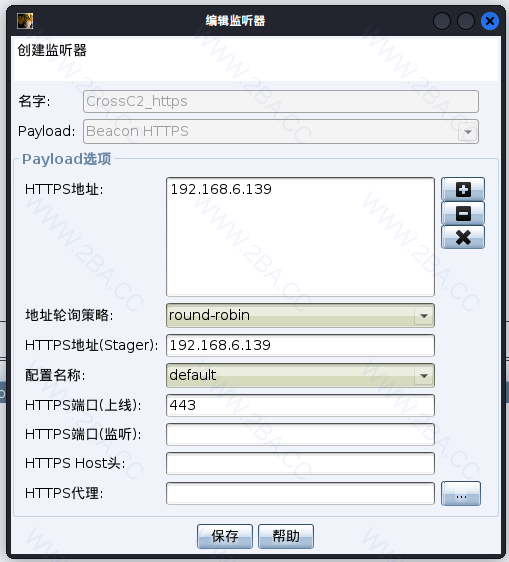 编辑监听器
创建监听器
名字: CrossC2_https
Payload: Beacon HTTPS
Payload选项
HTTPS地址: 192.168.6.139
地址轮询策略: round-robin
HTTPS地址(Stager): 192.168.6.139
配置名称: default
HTTPS端口(上线): 443
HTTPS端口(监听):
HTTPS Host头:
HTTPS代理: ...
保存 帮助
WWW.2BA.CC